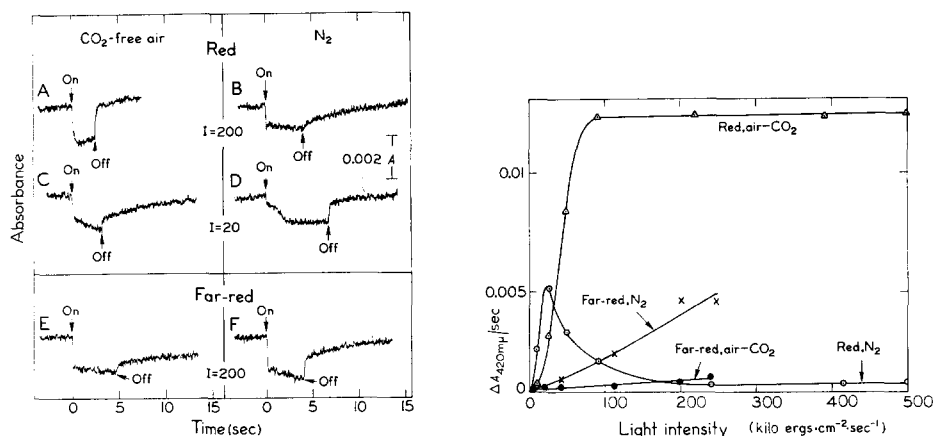 CO₂-free air
N₂
Red
A
On
Off
B
On
Off
I=200
0.002 A
C
On
Off
D
On
Off
I=20
Far-red
E
On
Off
F
On
Off
I=200
Absorbance
0 5 10 0 5 10 15
Time(sec)
0.01
0.005
0
ΔA420mμ/sec
Red,air-CO₂
Far-red,N₂
Far-red,air-CO₂
Red,N₂
0 100 200 300 400 500
Light intensity (kilo ergs·cm⁻²·sec⁻¹)